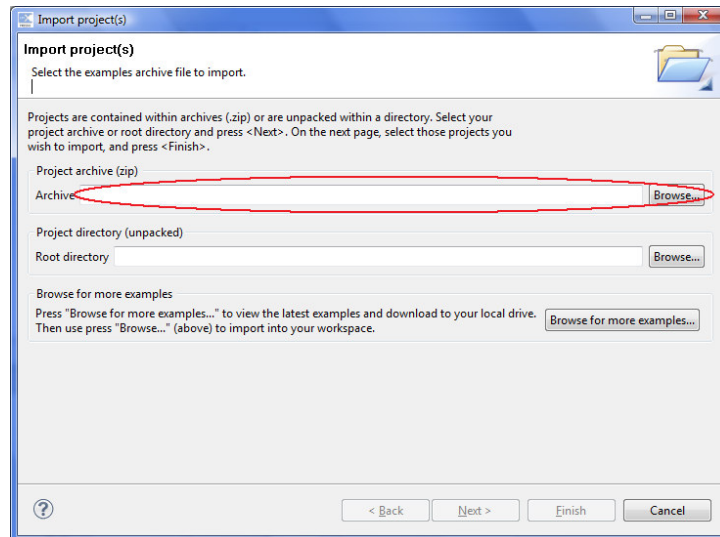 Import project(s)
Import project(s)
Select the examples archive file to import.
Projects are contained within archives (.zip) or are unpacked within a directory. Select your
project archive or root directory and press <Next>. On the next page, select those projects you
wish to import, and press <Finish>.
Project archive (zip)
Archive Browse...
Project directory (unpacked)
Root directory Browse...
Browse for more examples
Press "Browse for more examples..." to view the latest examples and download to your local drive.
Then use press "Browse..." (above) to import into your workspace.
Browse for more examples...
? < Back Next > Finish Cancel